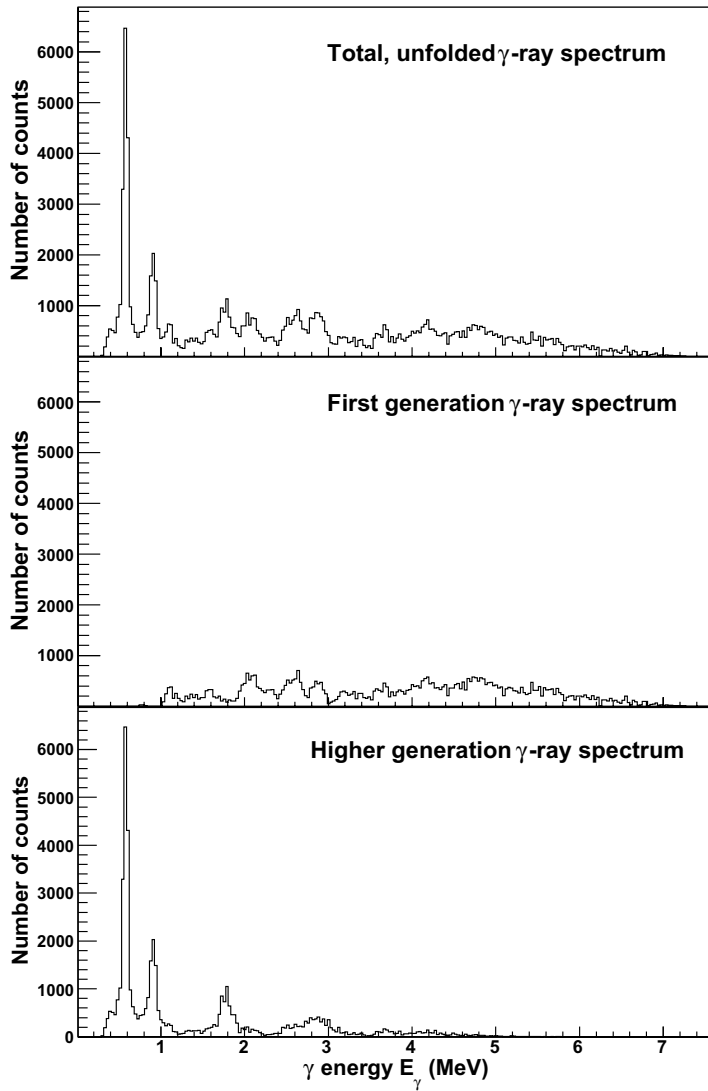 Total, unfolded γ-ray spectrum
Number of counts
6000
5000
4000
3000
2000
1000
First generation γ-ray spectrum
Number of counts
6000
5000
4000
3000
2000
1000
Higher generation γ-ray spectrum
Number of counts
6000
5000
4000
3000
2000
1000
0
1 2 3 4 5 6 7
γ energy Eγ (MeV)